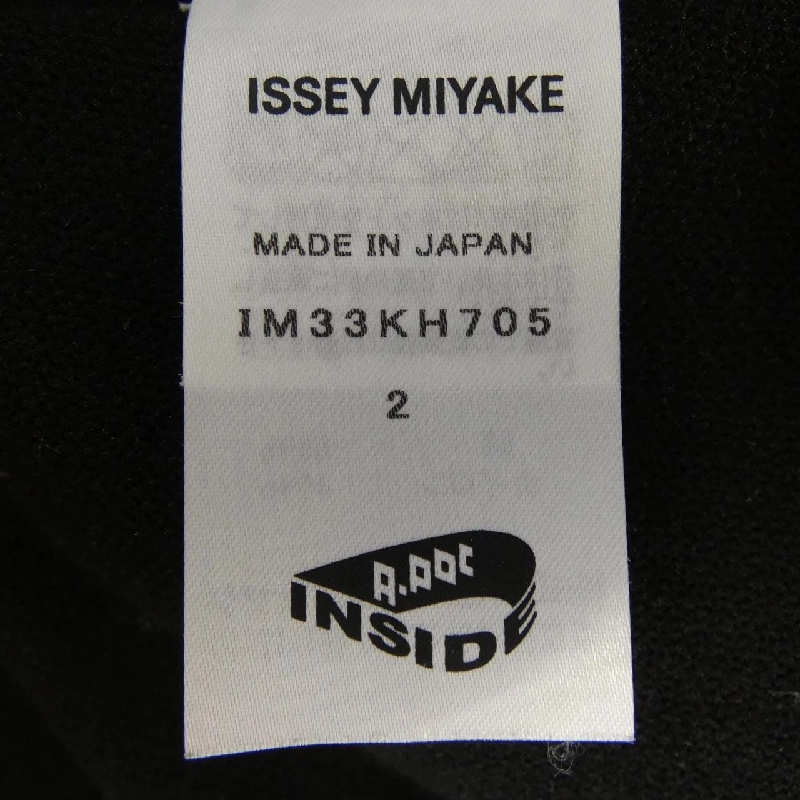 ISSEY MIYAKE
MADE IN JAPAN
IM33KH705
2
A.POC
INSIDE